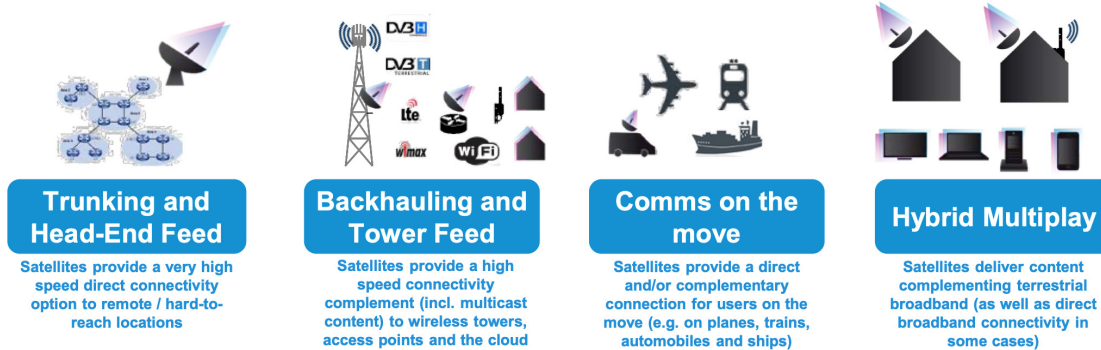 DVB H
DVB T
TERRESTRIAL
Lte
wimax
Wi Fi
Trunking and
Head-End Feed
Satellites provide a very high
speed direct connectivity
option to remote / hard-to-
reach locations
Backhauling and
Tower Feed
Satellites provide a high
speed connectivity
complement (incl. multicast
content) to wireless towers,
access points and the cloud
Comms on the
move
Satellites provide a direct
and/or complementary
connection for users on the
move (e.g. on planes, trains,
automobiles and ships)
Hybrid Multiplay
Satellites deliver content
complementing terrestrial
broadband (as well as direct
broadband connectivity in
some cases)